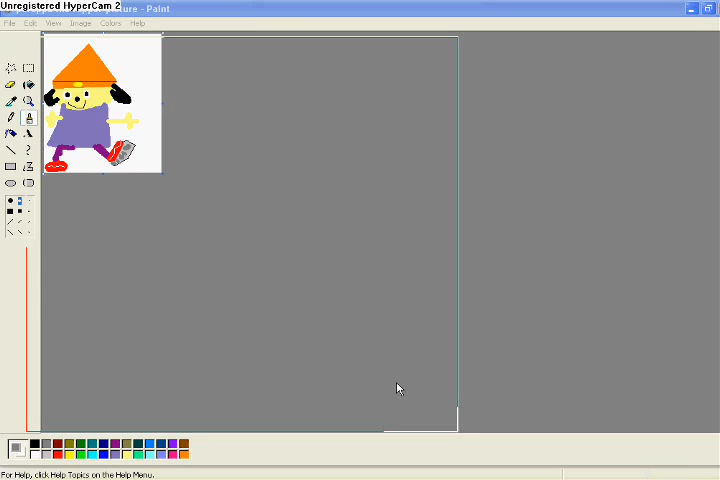 Unregistered HyperCam 2
ure - Paint
File Edit View Image Colors Help
For Help, click Help Topics on the Help Menu.